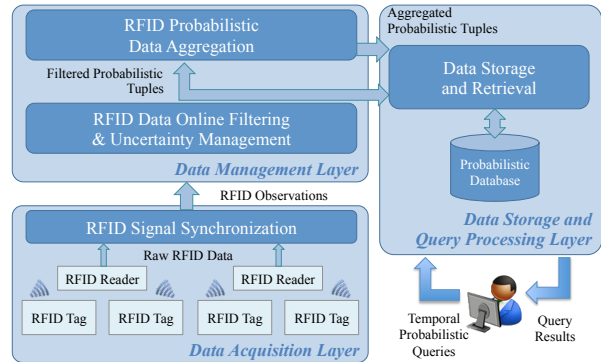 RFID Probabilistic
Data Aggregation
Filtered Probabilistic
Tuples
RFID Data Online Filtering
& Uncertainty Management
Data Management Layer
Aggregated
Probabilistic Tuples
Data Storage
and Retrieval
Probabilistic
Database
Data Storage and
Query Processing Layer
RFID Observations
RFID Signal Synchronization
Raw RFID Data
RFID Reader
RFID Reader
RFID Tag
RFID Tag
RFID Tag
RFID Tag
Data Acquisition Layer
Temporal
Probabilistic
Queries
Query
Results